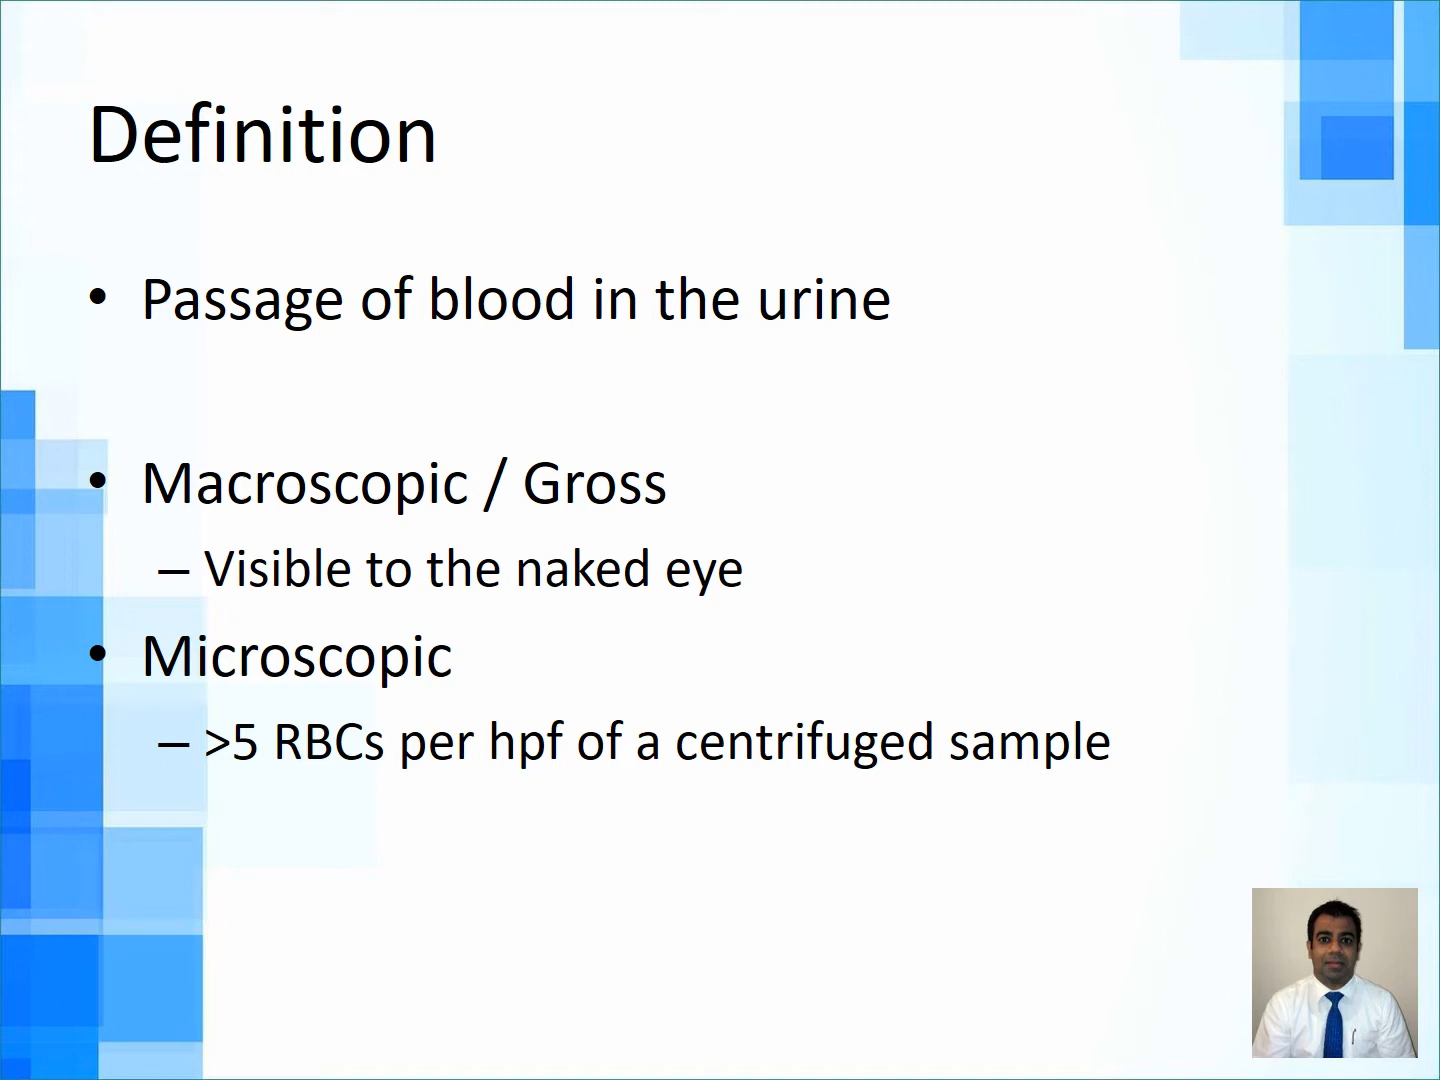 Definition
• Passage of blood in the urine
• Macroscopic / Gross
– Visible to the naked eye
• Microscopic
– >5 RBCs per hpf of a centrifuged sample